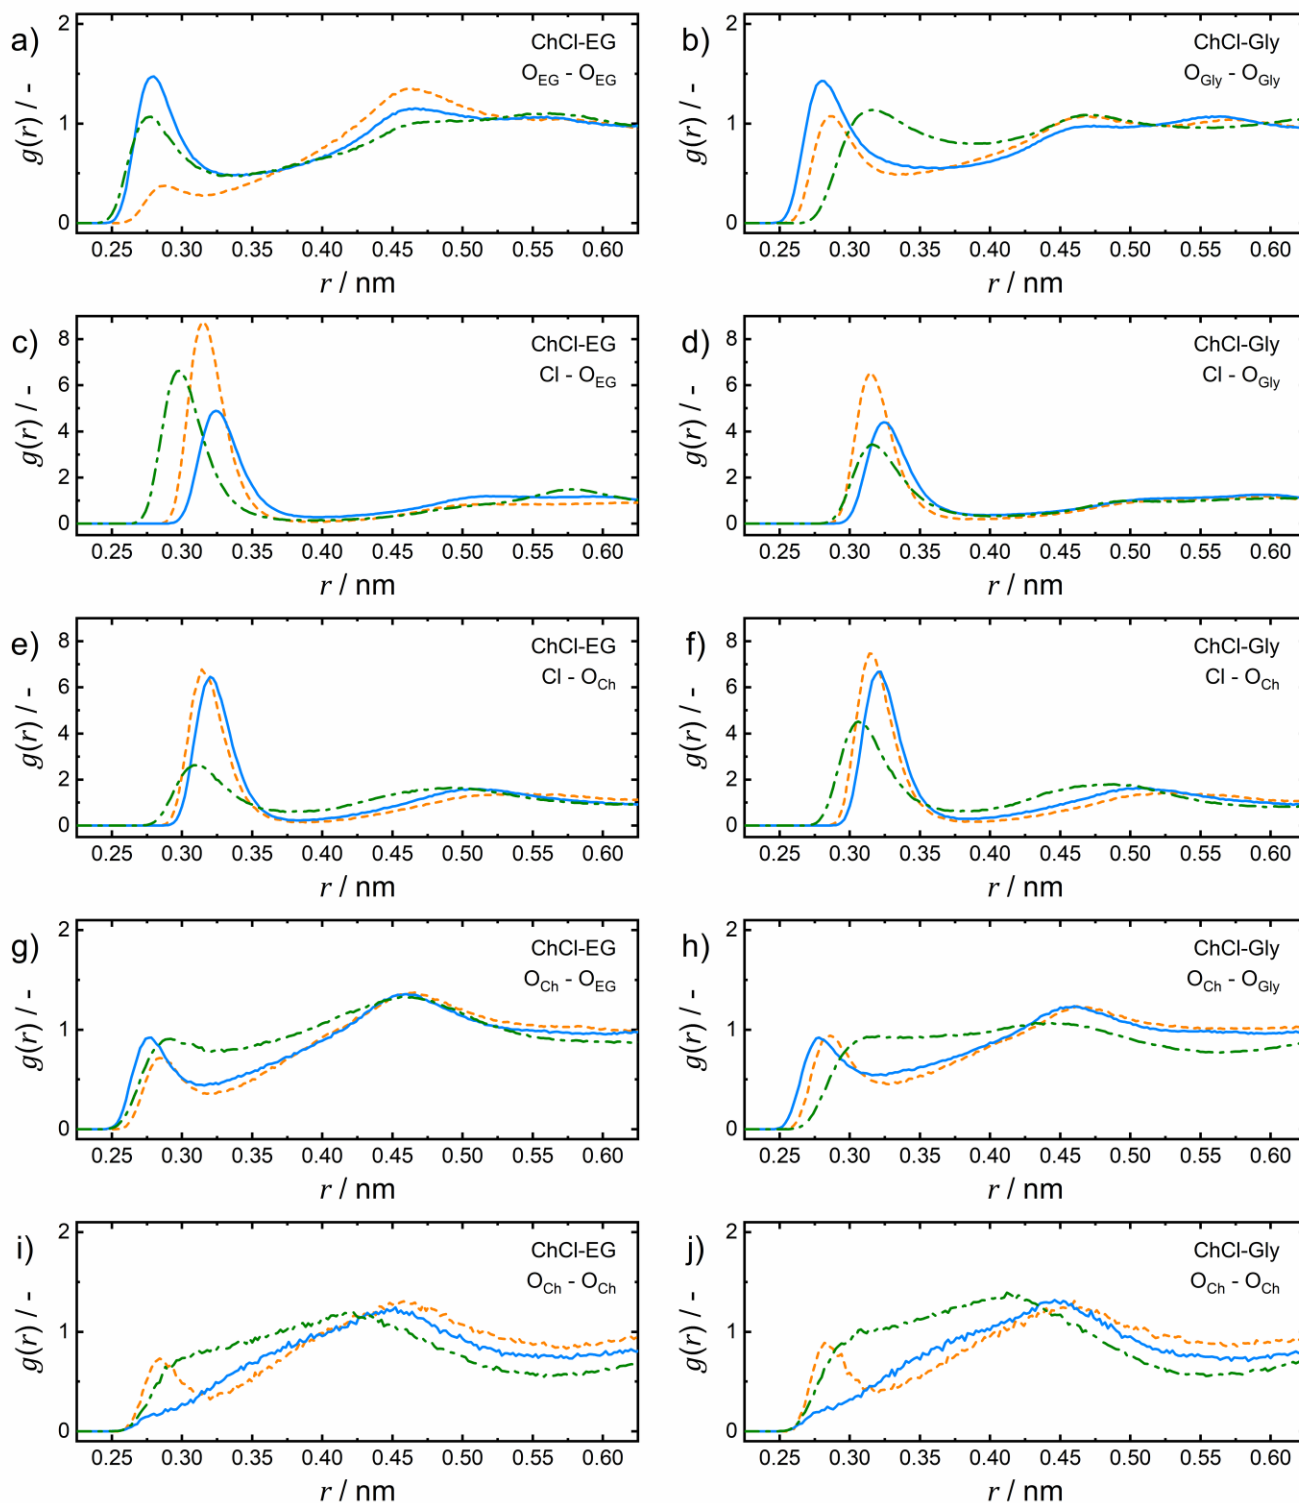 a)
ChCl-EG
O_EG - O_EG
g(r) / -
2
1
0
0.25 0.30 0.35 0.40 0.45 0.50 0.55 0.60
r / nm
b)
ChCl-Gly
O_Gly - O_Gly
g(r) / -
2
1
0
0.25 0.30 0.35 0.40 0.45 0.50 0.55 0.60
r / nm
c)
ChCl-EG
Cl - O_EG
g(r) / -
8
6
4
2
0
0.25 0.30 0.35 0.40 0.45 0.50 0.55 0.60
r / nm
d)
ChCl-Gly
Cl - O_Gly
g(r) / -
8
6
4
2
0
0.25 0.30 0.35 0.40 0.45 0.50 0.55 0.60
r / nm
e)
ChCl-EG
Cl - O_Ch
g(r) / -
8
6
4
2
0
0.25 0.30 0.35 0.40 0.45 0.50 0.55 0.60
r / nm
f)
ChCl-Gly
Cl - O_Ch
g(r) / -
8
6
4
2
0
0.25 0.30 0.35 0.40 0.45 0.50 0.55 0.60
r / nm
g)
ChCl-EG
O_Ch - O_EG
g(r) / -
2
1
0
0.25 0.30 0.35 0.40 0.45 0.50 0.55 0.60
r / nm
h)
ChCl-Gly
O_Ch - O_Gly
g(r) / -
2
1
0
0.25 0.30 0.35 0.40 0.45 0.50 0.55 0.60
r / nm
i)
ChCl-EG
O_Ch - O_Ch
g(r) / -
2
1
0
0.25 0.30 0.35 0.40 0.45 0.50 0.55 0.60
r / nm
j)
ChCl-Gly
O_Ch - O_Ch
g(r) / -
2
1
0
0.25 0.30 0.35 0.40 0.45 0.50 0.55 0.60
r / nm